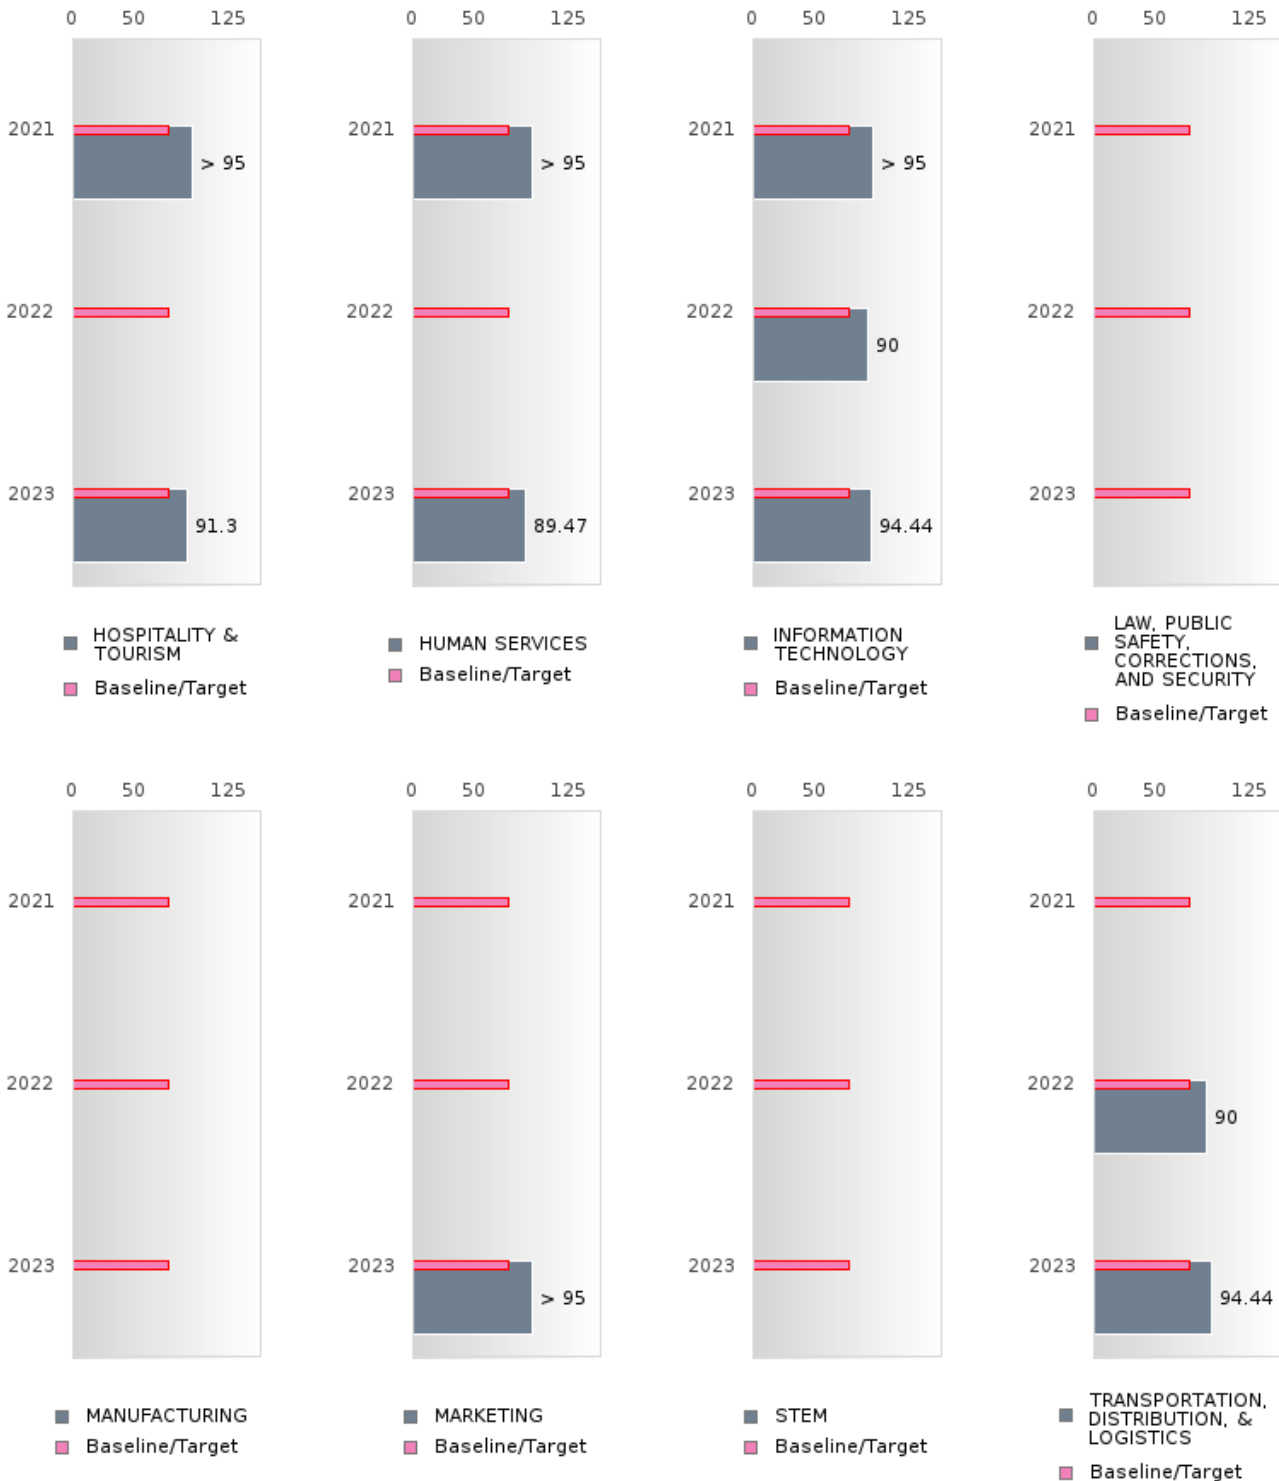 0 50 125 0 50 125 0 50 125 0 50 125
2021 > 95 2021 > 95 2021 > 95 2021
2022 2022 2022 90 2022
2023 91.3 2023 89.47 2023 94.44 2023
HOSPITALITY &
TOURISM
Baseline/Target
HUMAN SERVICES
Baseline/Target
INFORMATION
TECHNOLOGY
Baseline/Target
LAW, PUBLIC
SAFETY,
CORRECTIONS,
AND SECURITY
Baseline/Target
0 50 125 0 50 125 0 50 125 0 50 125
2021 2021 2021 2021
2022 2022 2022 2022 90
2023 2023 > 95 2023 2023 94.44
MANUFACTURING
Baseline/Target
MARKETING
Baseline/Target
STEM
Baseline/Target
TRANSPORTATION,
DISTRIBUTION, &
LOGISTICS
Baseline/Target